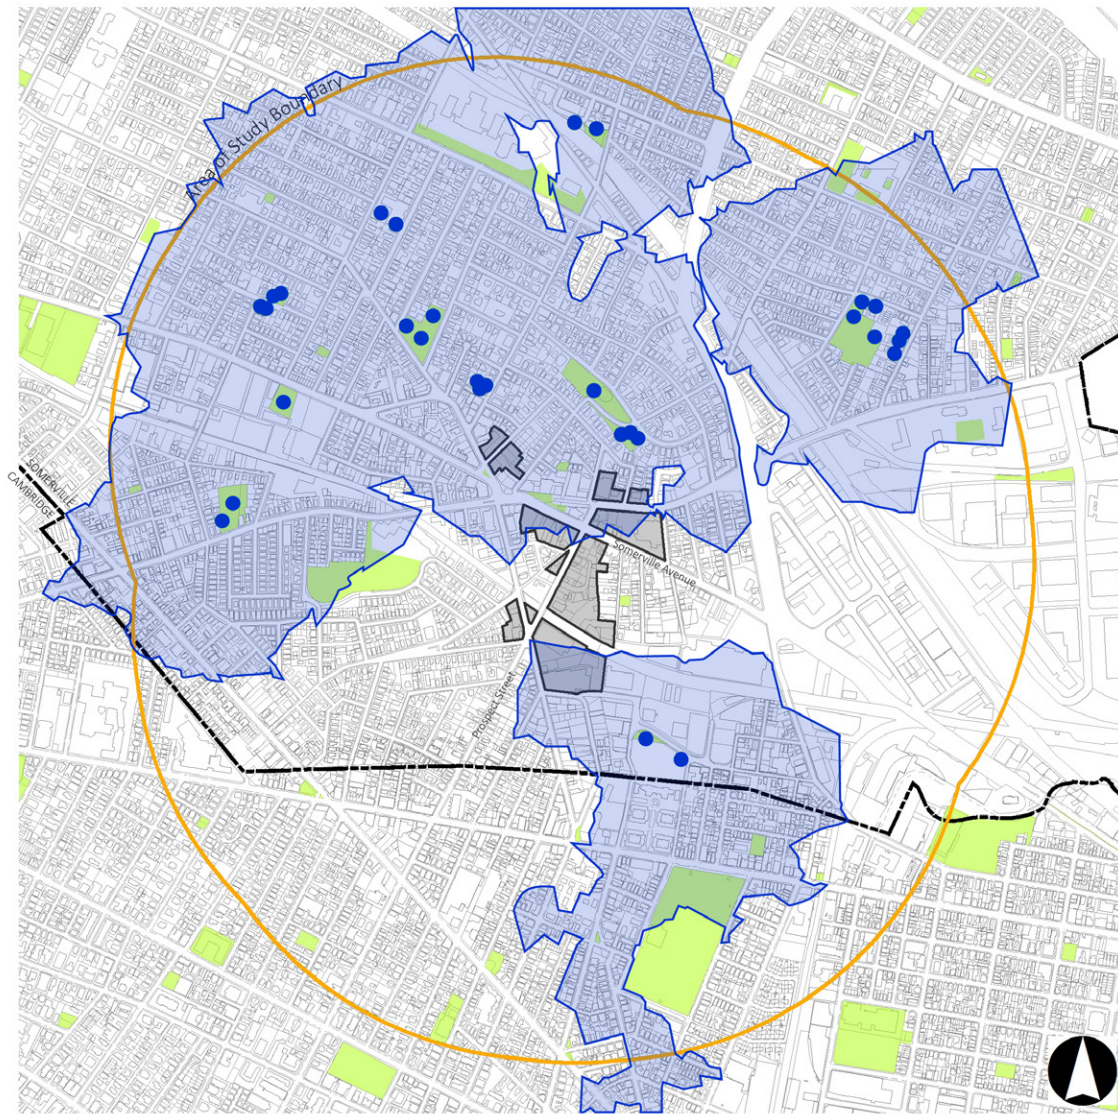 Area of Study Boundary
SOMERVILLE
CAMBRIDGE
Somerville Avenue
Prospect Street